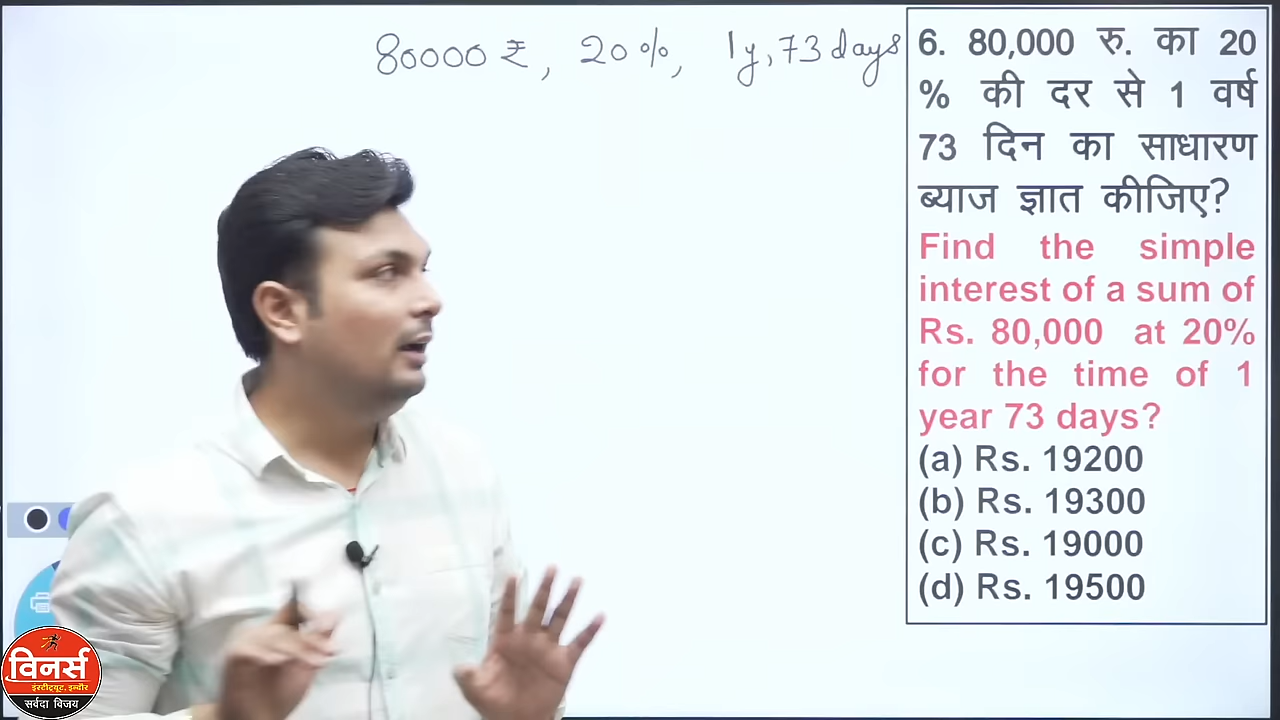 80000 ₹, 20%, 1y, 73 days
6. 80,000 रु. का 20
% की दर से 1 वर्ष
73 दिन का साधारण
ब्याज ज्ञात कीजिए?
Find the simple
interest of a sum of
Rs. 80,000 at 20%
for the time of 1
year 73 days?
(a) Rs. 19200
(b) Rs. 19300
(c) Rs. 19000
(d) Rs. 19500
विनर्स
इंस्टीट्यूट, इन्दौर
सर्वदा विजय